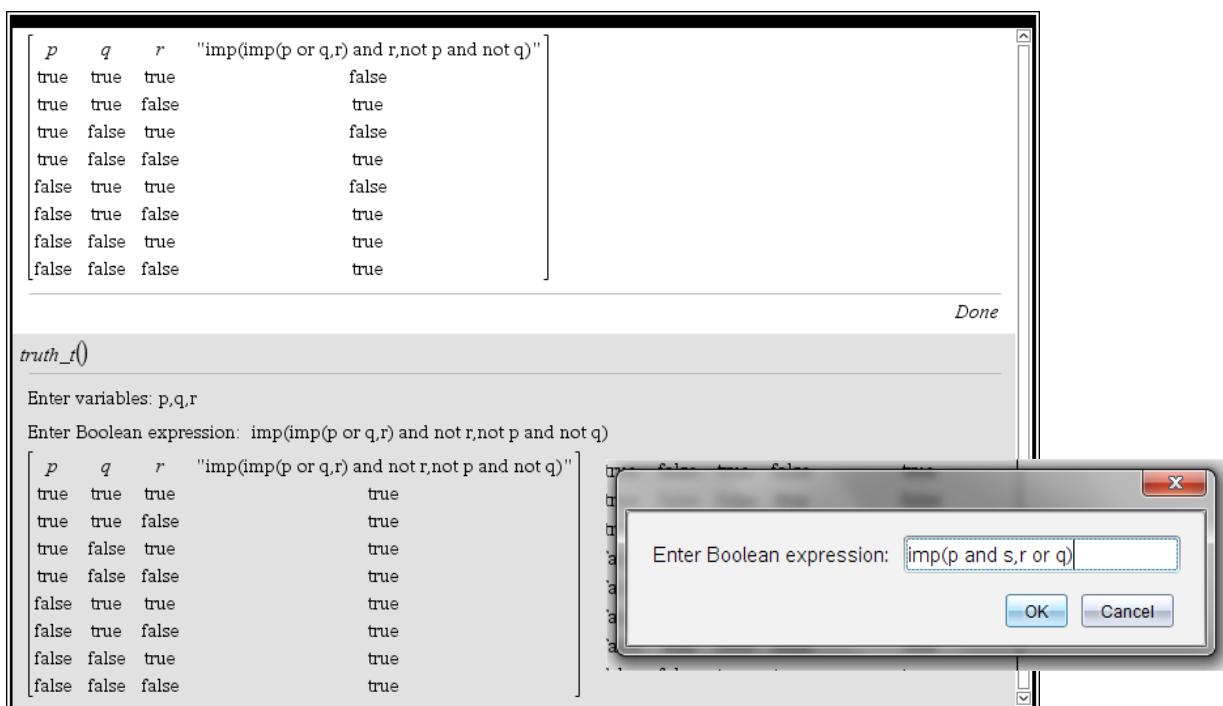 p q r "imp(imp(p or q,r) and r,not p and not q)"
true true true false
true true false true
true false true false
true false false true
false true true false
false true false true
false false true true
false false false true
Done
truth_t()
Enter variables: p,q,r
Enter Boolean expression: imp(imp(p or q,r) and not r,not p and not q)
p q r "imp(imp(p or q,r) and not r,not p and not q)"
true true true true
true true false true
true false true true
true false false true
false true true true
false true false true
false false true true
false false false true
Enter Boolean expression: imp(p and s,r or q)
OK Cancel